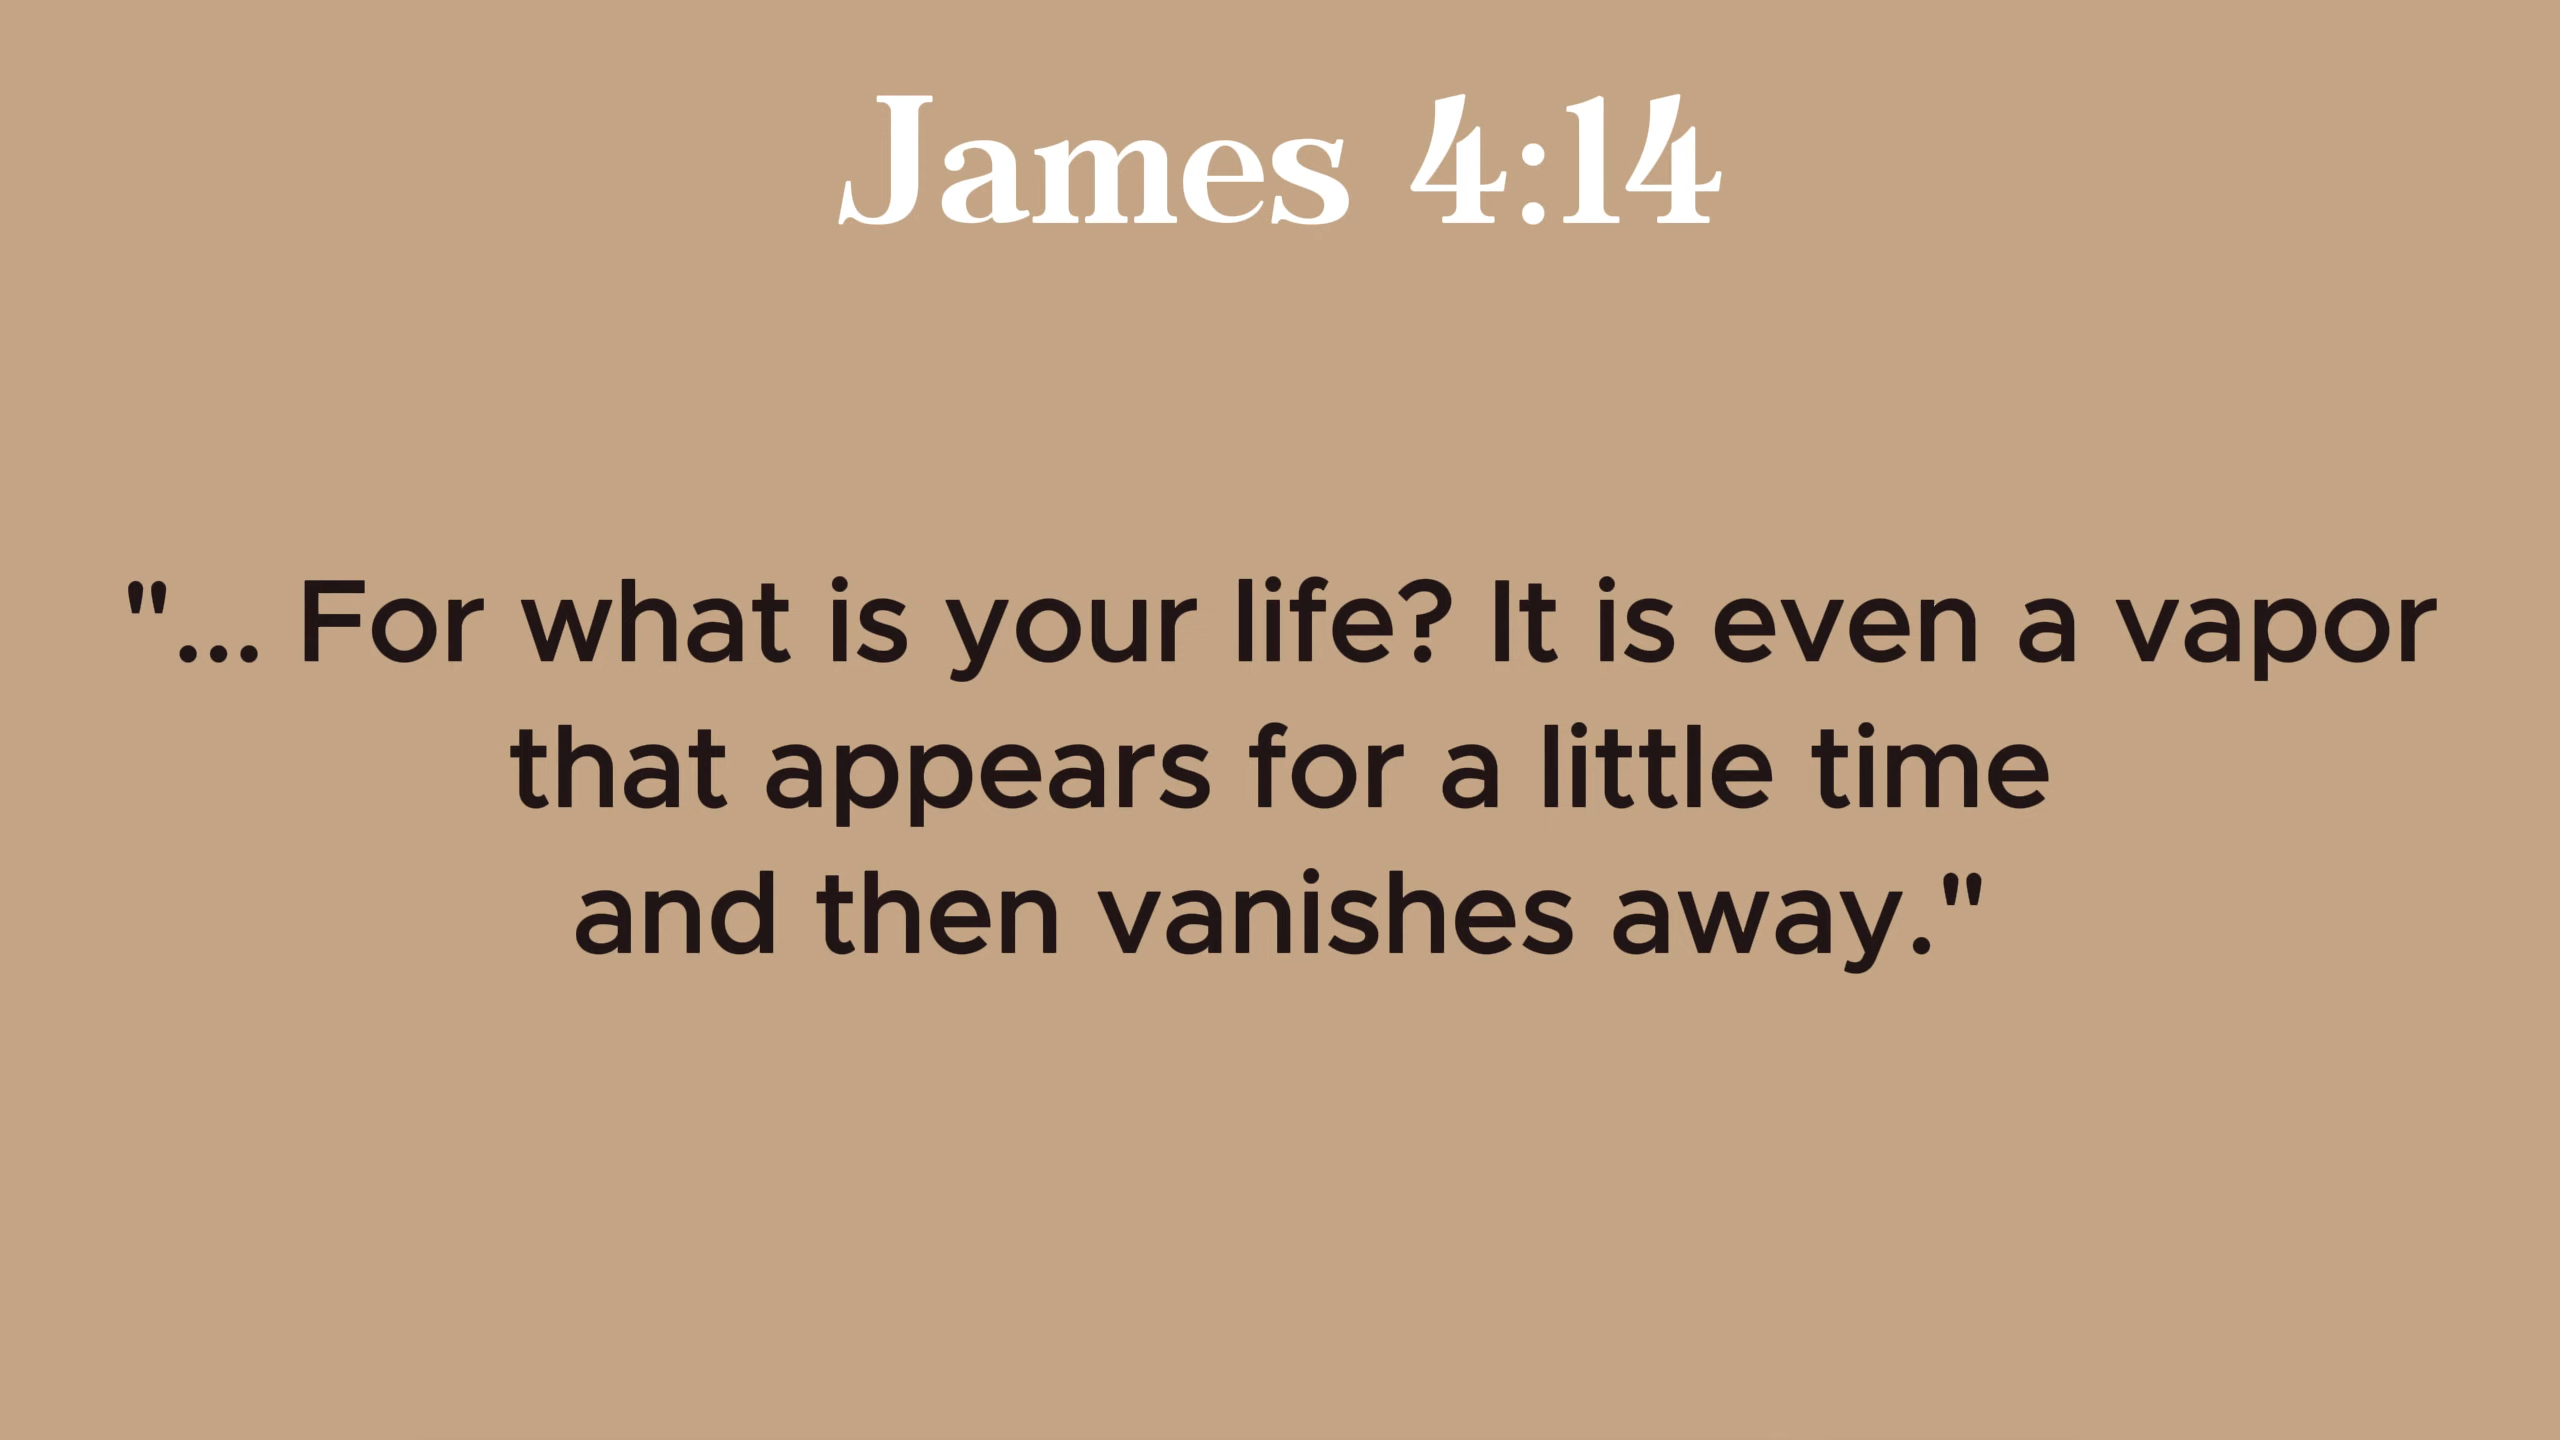 James 4:14
"... For what is your life? It is even a vapor
that appears for a little time
and then vanishes away."